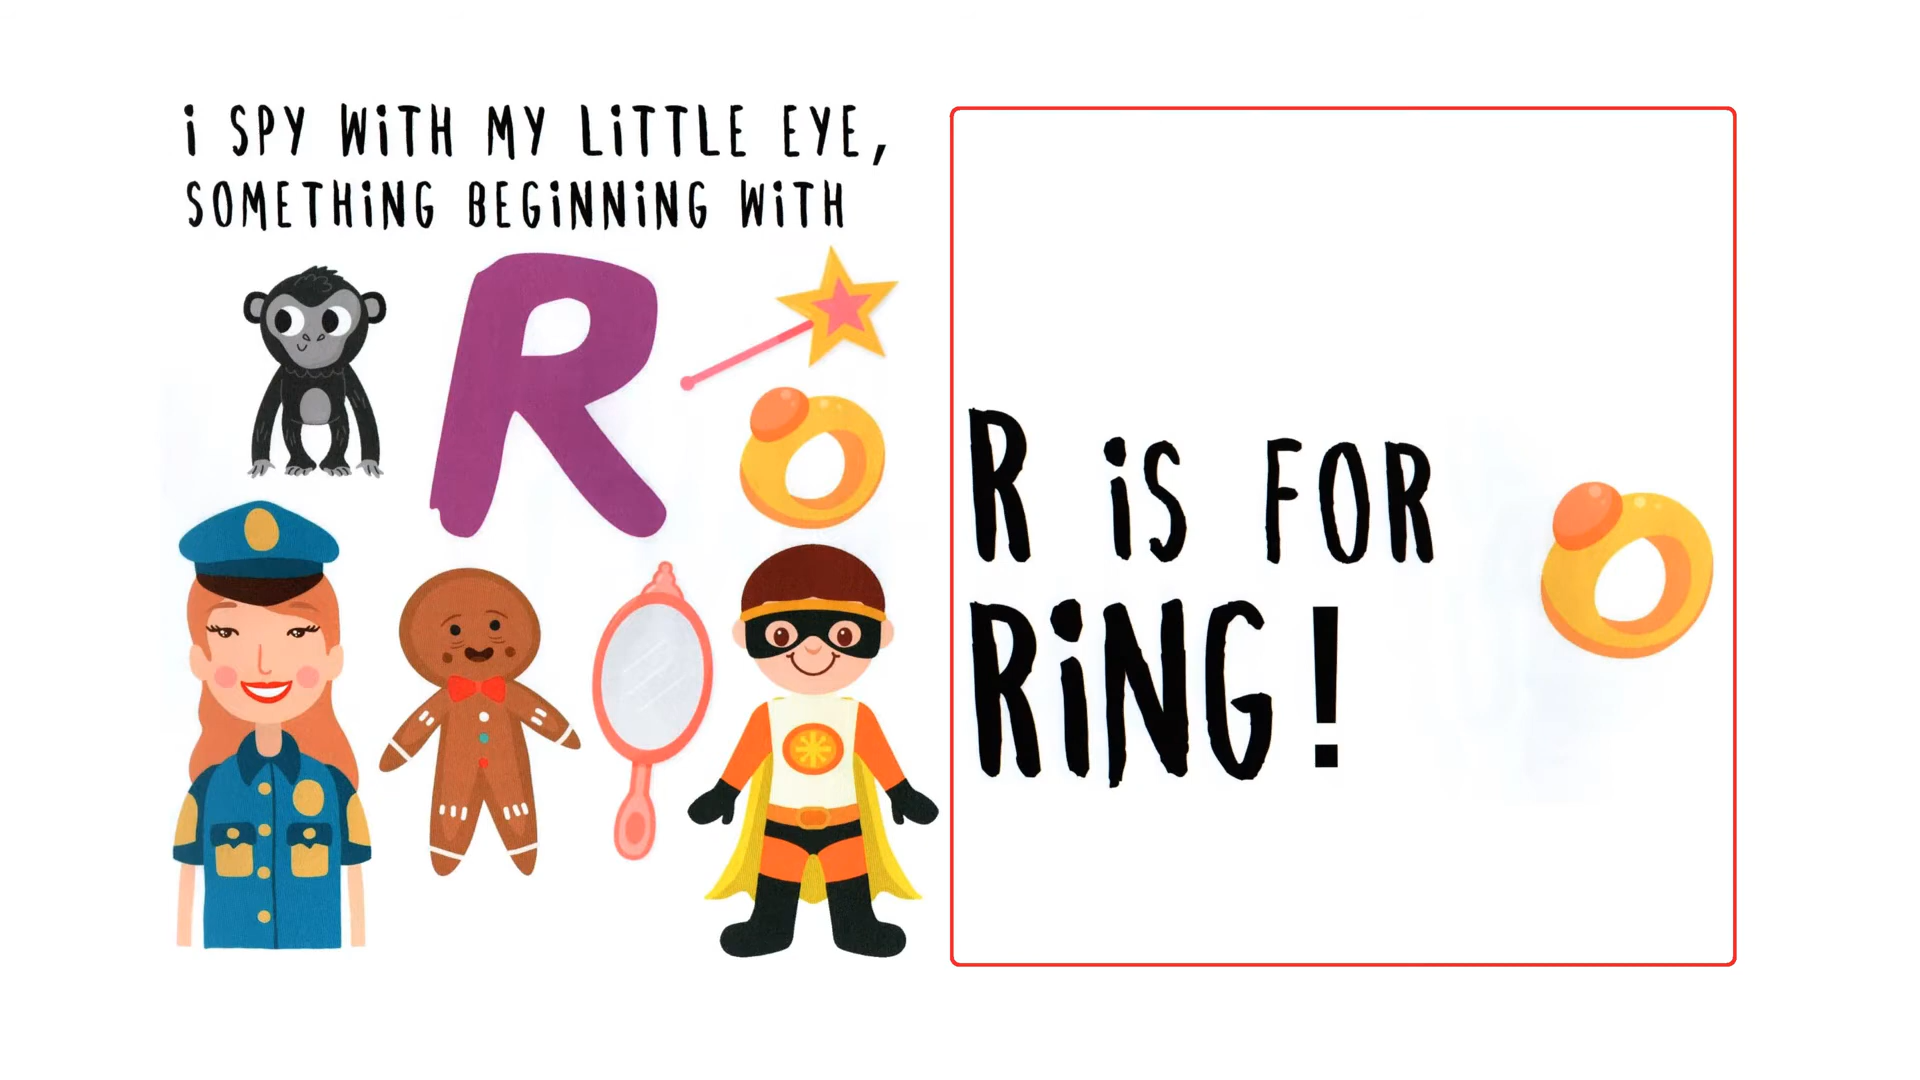 i SPY WiTH MY LiTTLE EYE,
SOMETHiNG BEGiNNiNG WiTH
R
R iS FOR
RiNG!